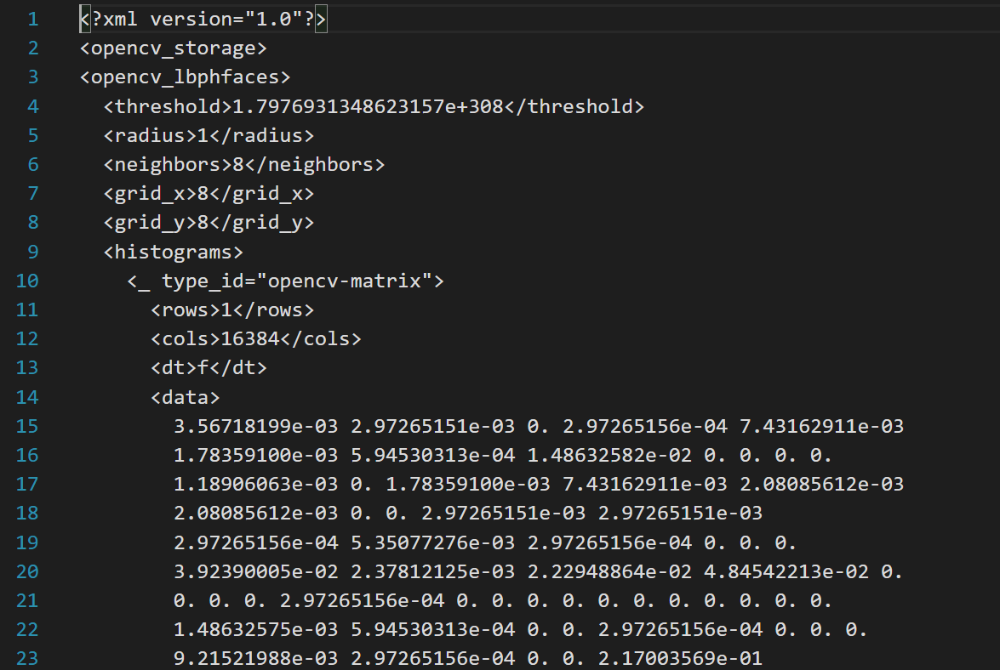 1 <?xml version="1.0"?>
2 <opencv_storage>
3 <opencv_lbphfaces>
4 <threshold>1.7976931348623157e+308</threshold>
5 <radius>1</radius>
6 <neighbors>8</neighbors>
7 <grid_x>8</grid_x>
8 <grid_y>8</grid_y>
9 <histograms>
10 <_ type_id="opencv-matrix">
11 <rows>1</rows>
12 <cols>16384</cols>
13 <dt>f</dt>
14 <data>
15 3.56718199e-03 2.97265151e-03 0. 2.97265156e-04 7.43162911e-03
16 1.78359100e-03 5.94530313e-04 1.48632582e-02 0. 0. 0. 0.
17 1.18906063e-03 0. 1.78359100e-03 7.43162911e-03 2.08085612e-03
18 2.08085612e-03 0. 0. 2.97265151e-03 2.97265151e-03
19 2.97265156e-04 5.35077276e-03 2.97265156e-04 0. 0. 0.
20 3.92390005e-02 2.37812125e-03 2.22948864e-02 4.84542213e-02 0.
21 0. 0. 0. 2.97265156e-04 0. 0. 0. 0. 0. 0. 0. 0. 0. 0. 0.
22 1.48632575e-03 5.94530313e-04 0. 0. 2.97265156e-04 0. 0. 0.
23 9.21521988e-03 2.97265156e-04 0. 0. 2.17003569e-01